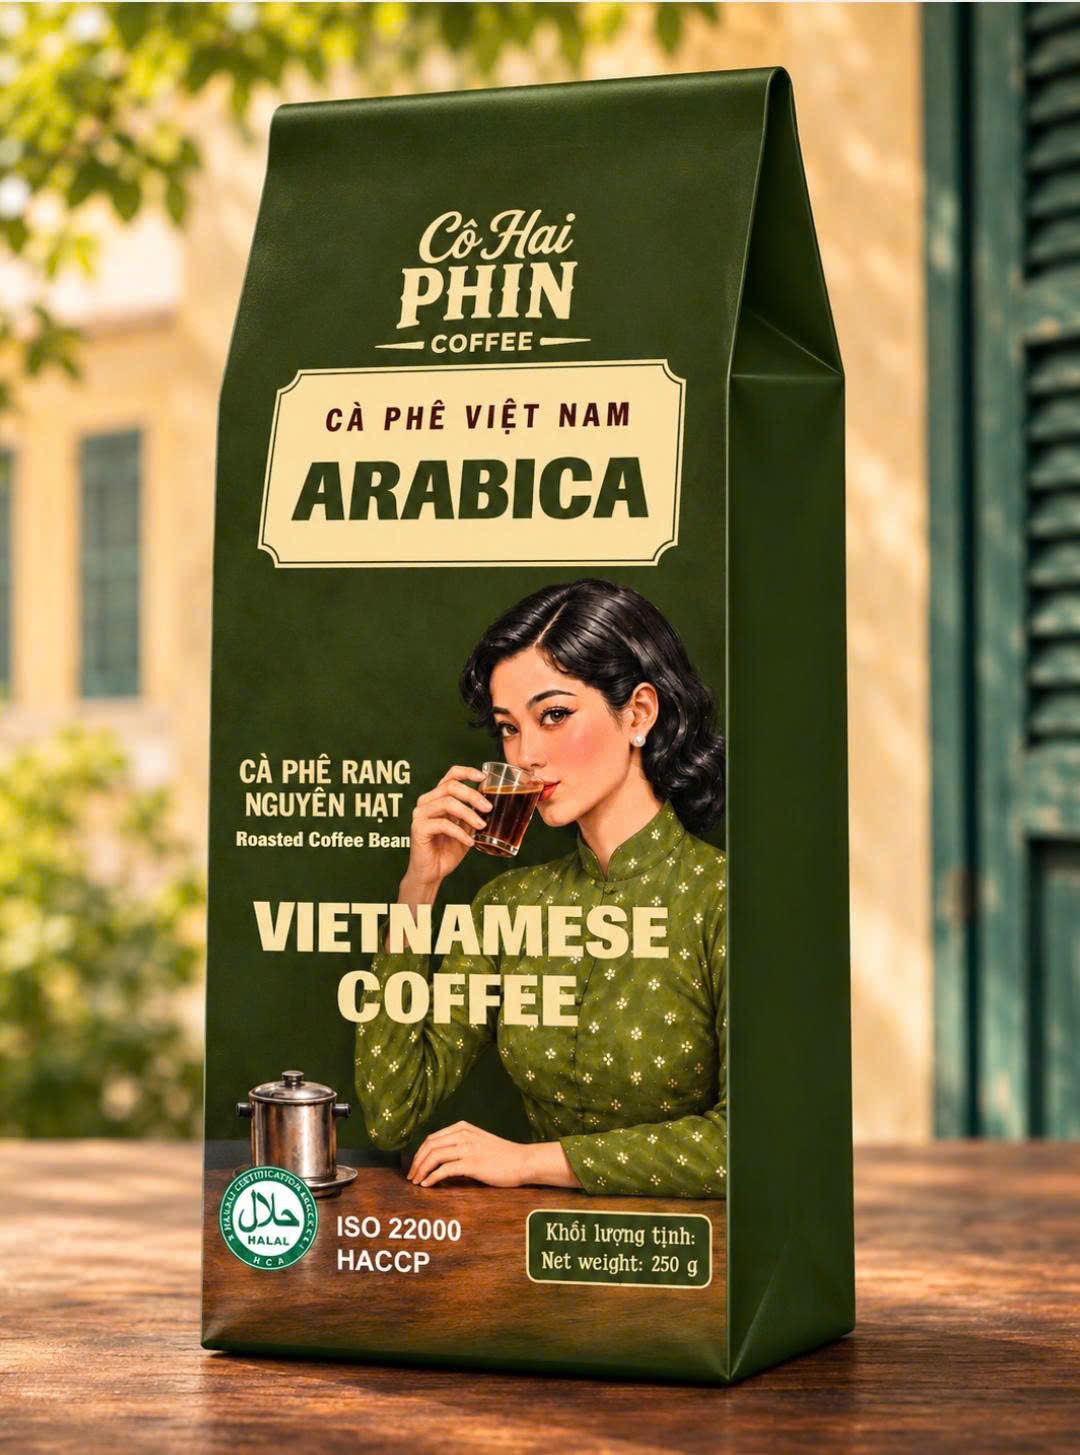 Cô Hai
PHIN
COFFEE
CÀ PHÊ VIỆT NAM
ARABICA
CÀ PHÊ RANG
NGUYÊN HẠT
Roasted Coffee Bean
VIETNAMESE
COFFEE
حلال
HALAL
HCA
ISO 22000
HACCP
Khối lượng tịnh:
Net weight: 250 g